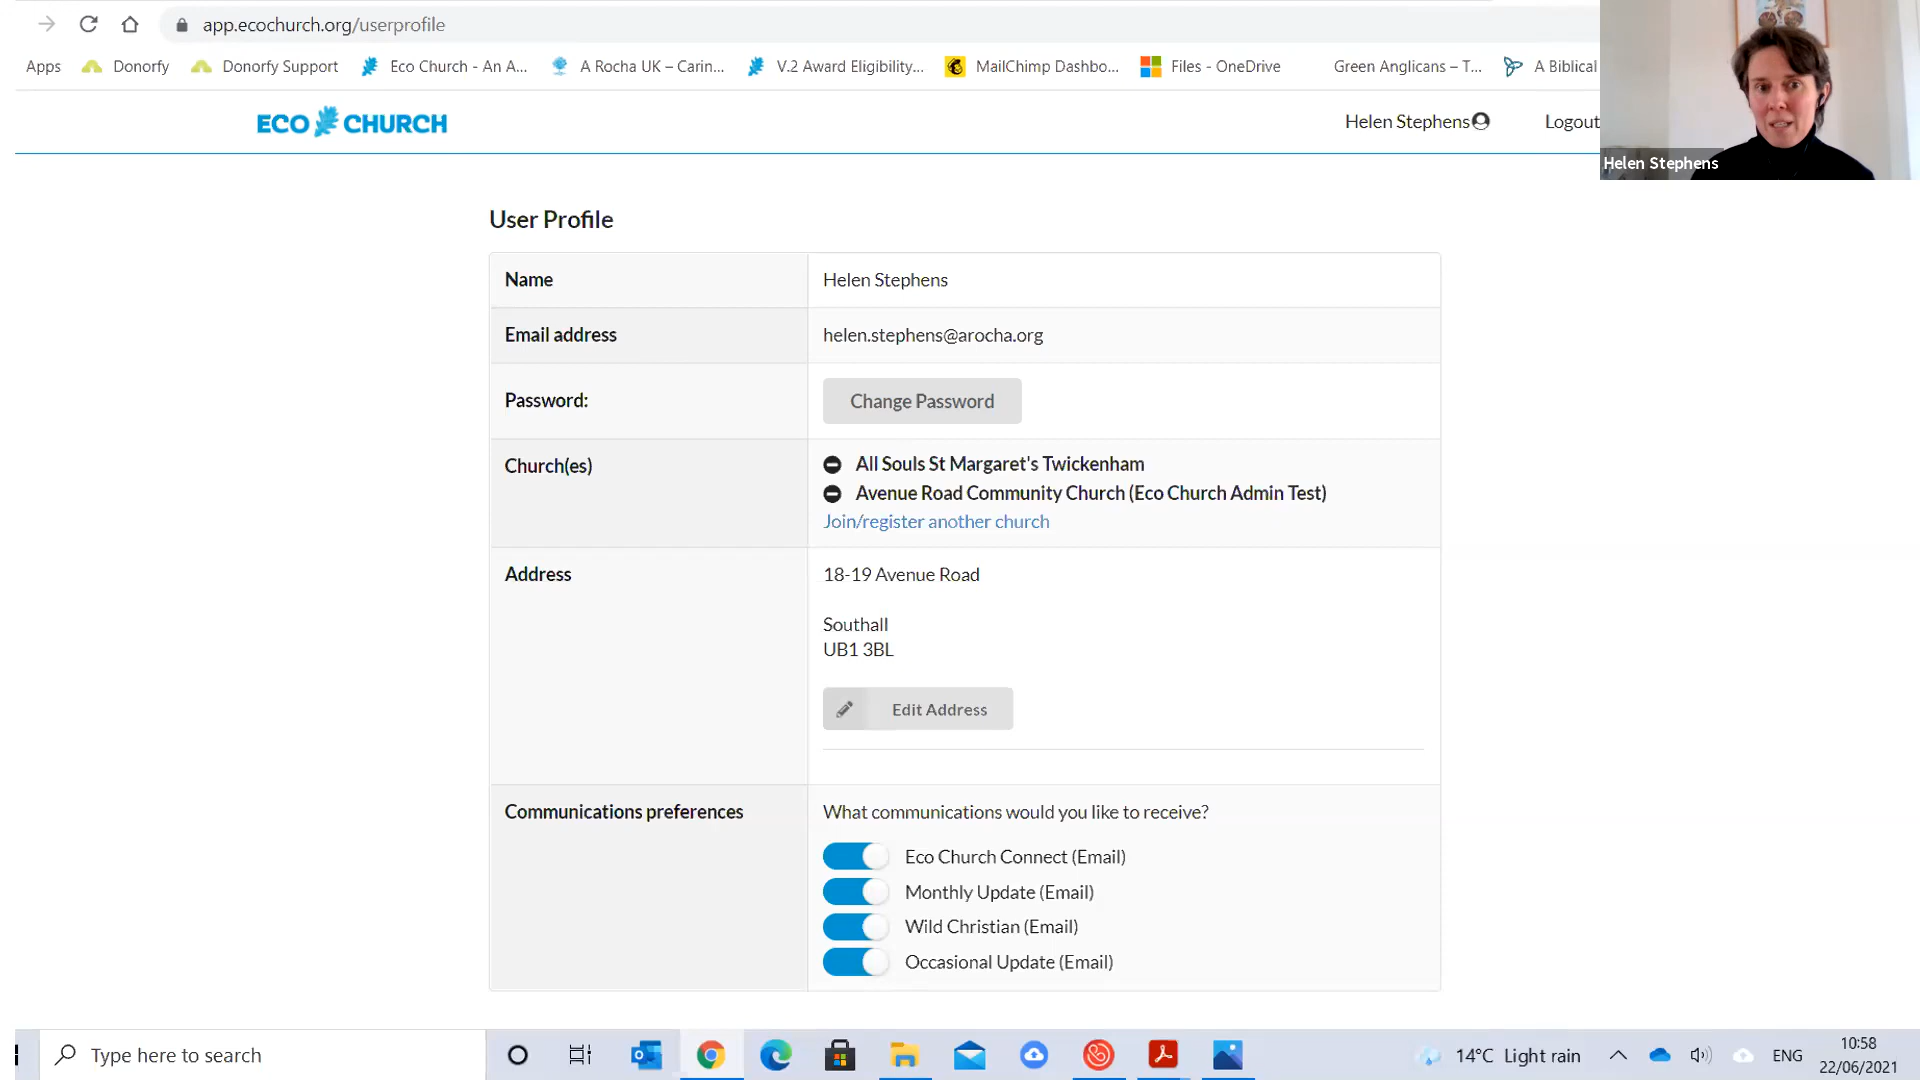 app.ecochurch.org/userprofile
Apps Donorfy Donorfy Support Eco Church - An A... A Rocha UK – Carin... V.2 Award Eligibility... MailChimp Dashbo... Files - OneDrive Green Anglicans – T... A Biblical
ECO CHURCH
Helen Stephens Logout
Helen Stephens
User Profile
Name Helen Stephens
Email address helen.stephens@arocha.org
Password: Change Password
Church(es) All Souls St Margaret's Twickenham
Avenue Road Community Church (Eco Church Admin Test)
Join/register another church
Address 18-19 Avenue Road
Southall
UB1 3BL
Edit Address
Communications preferences What communications would you like to receive?
Eco Church Connect (Email)
Monthly Update (Email)
Wild Christian (Email)
Occasional Update (Email)
Type here to search 14°C Light rain ENG 10:58
22/06/2021